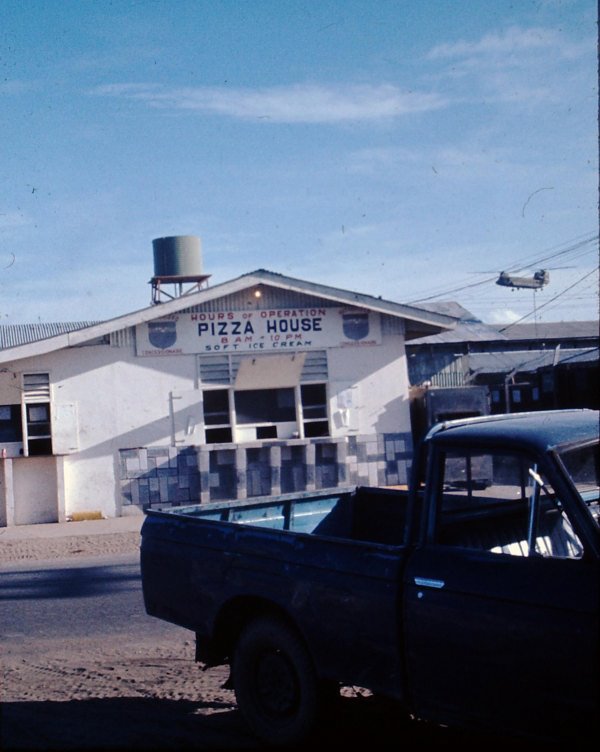 HOURS OF OPERATION
PIZZA HOUSE
8 AM - 10 PM
SOFT ICE CREAM